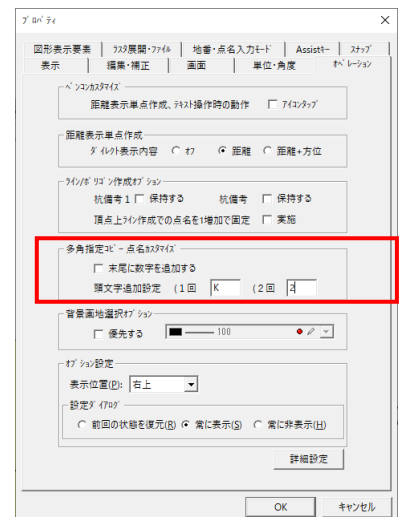 ﾌﾟﾛﾊﾟﾃｨ
図形表示要素 ﾗｽﾀ展開・ﾌｧｲﾙ 地番・点名入力ﾓｰﾄﾞ Assistｷｰ ｽﾅｯﾌﾟ
表示 編集・補正 画面 単位・角度 ｵﾍﾟﾚｰｼｮﾝ
ﾍﾟﾝｺﾝｶｽﾀﾏｲｽﾞ
距離表示単点作成、ﾃｷｽﾄ操作時の動作 ｱｲｺﾝﾀｯﾌﾟ
距離表示単点作成
ﾀﾞｲﾚｸﾄ表示内容 ｵﾌ 距離 距離+方位
ﾗｲﾝ/ﾎﾟﾘｺﾞﾝ作成ｵﾌﾟｼｮﾝ
杭備考1 保持する 杭備考 保持する
頂点上ﾗｲﾝ作成での点名を1増加で固定 実施
多角指定ｺﾋﾟｰ点名ｶｽﾀﾏｲｽﾞ
末尾に数字を追加する
頭文字追加設定 (1回 K (2回 2
背景画地選択ｵﾌﾟｼｮﾝ
優先する 100
ｵﾌﾟｼｮﾝ設定
表示位置(P): 右上
設定ﾀﾞｲｱﾛｸﾞ
前回の状態を復元(R) 常に表示(S) 常に非表示(H)
詳細設定
OK キャンセル